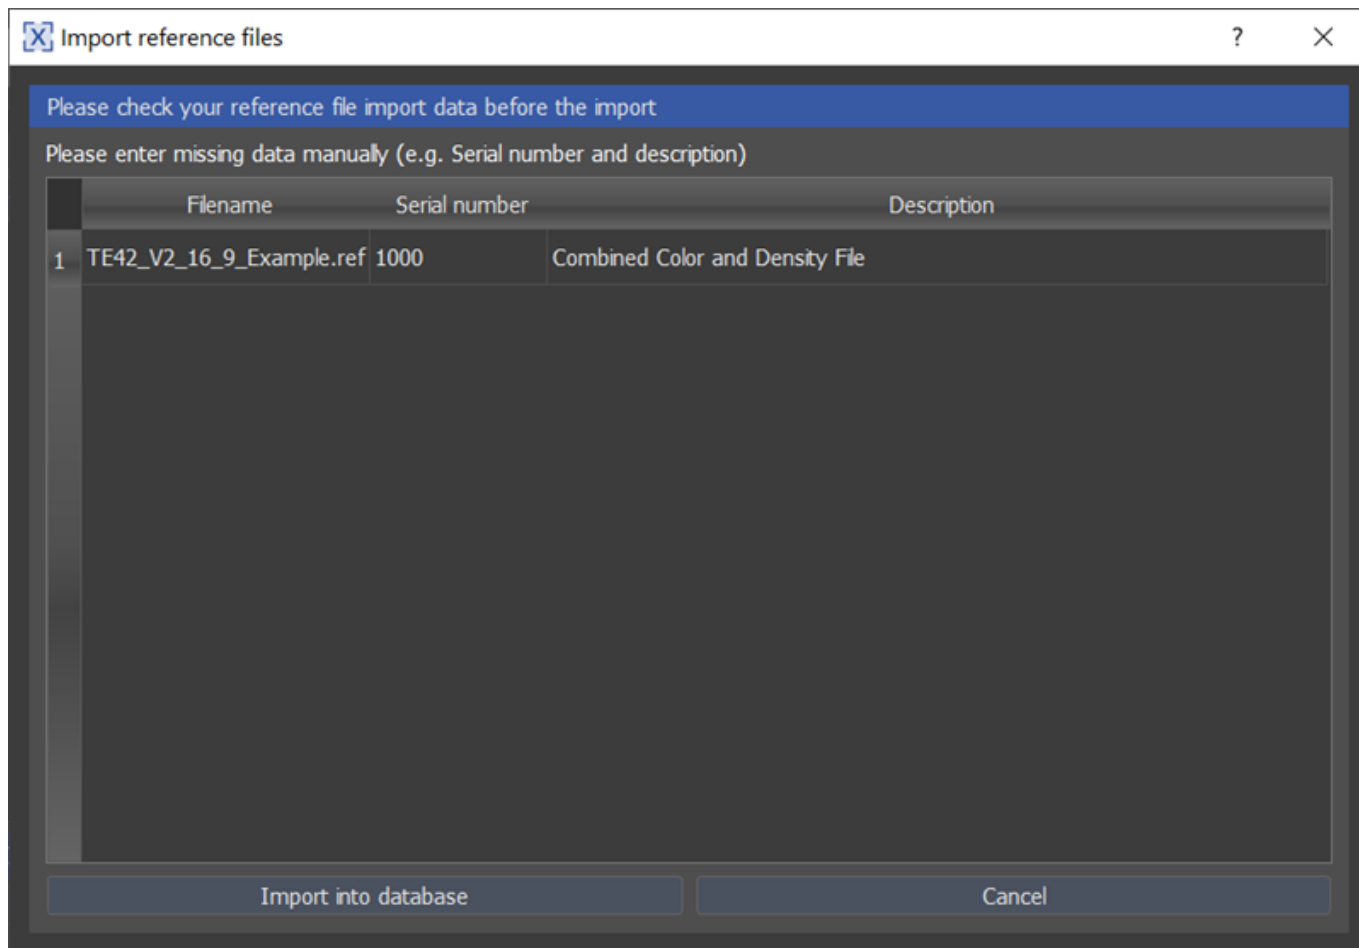 [X] Import reference files ?
Please check your reference file import data before the import
Please enter missing data manually (e.g. Serial number and description)
Filename Serial number Description
1 TE42_V2_16_9_Example.ref 1000 Combined Color and Density File
Import into database Cancel